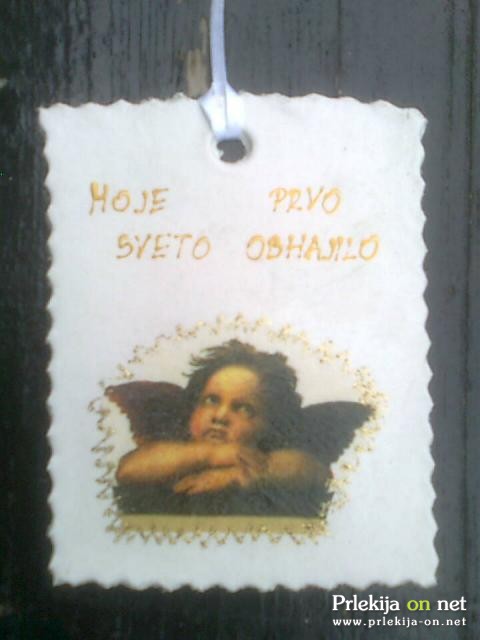 MOJE PRVO
SVETO OBHAJILO
Prlekija on net
www.prlekija-on.net